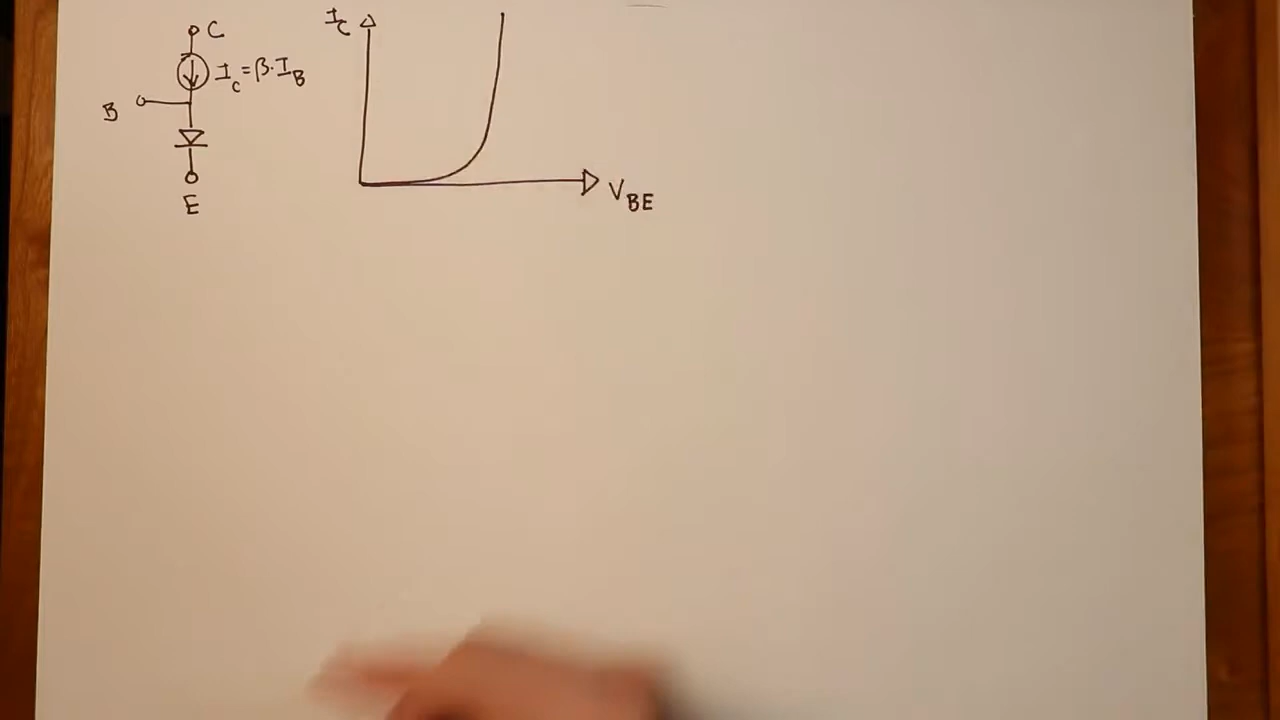 C
I_C = β·I_B
B
E
I_C
V_BE